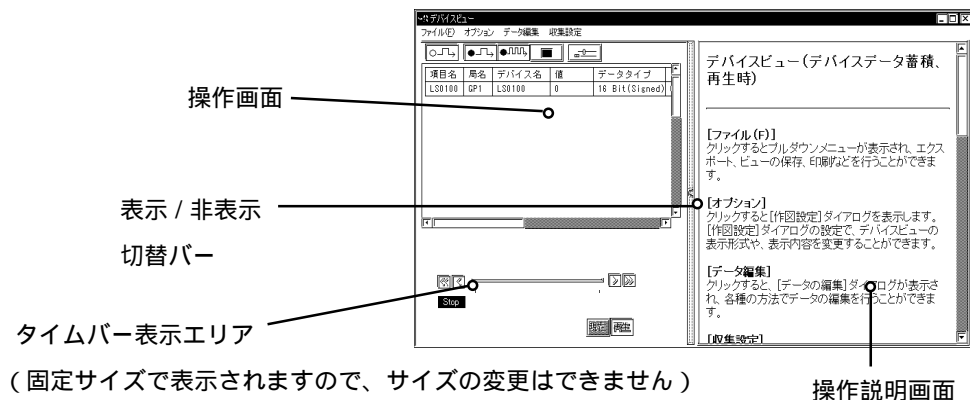 デバイスビュー
ファイル(F) オプション データ編集 収集設定
項目名 局名 デバイス名 値 データタイプ
LS0100 GP1 LS0100 0 16 Bit(Signed)
Stop
再生
デバイスビュー(デバイスデータ蓄積、
再生時)
[ファイル(F)]
クリックするとプルダウンメニューが表示され、エクス
ポート、ビューの保存、印刷などを行うことができま
す。
[オプション]
クリックすると[作図設定]ダイアログを表示します。
[作図設定]ダイアログの設定で、デバイスビューの
表示形式や、表示内容を変更することができます。
[データ編集]
クリックすると、[データの編集]ダイアログが表示さ
れ、各種の方法でデータの編集を行うことができま
す。
[収集設定]
操作画面
表示 / 非表示
切替バー
タイムバー表示エリア
(固定サイズで表示されますので、サイズの変更はできません)
操作説明画面